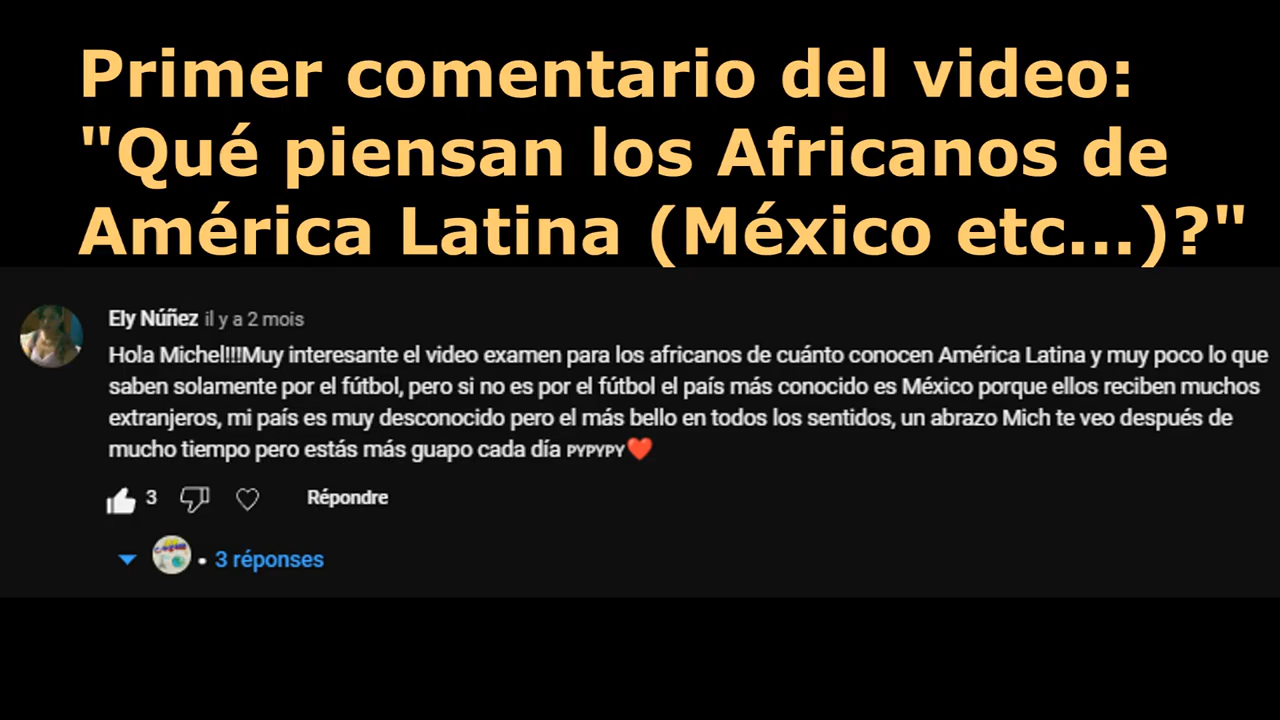 Primer comentario del video:
"Qué piensan los Africanos de
América Latina (México etc...)?"
Ely Núñez il y a 2 mois
Hola Michel!!!Muy interesante el video examen para los africanos de cuánto conocen América Latina y muy poco lo que
saben solamente por el fútbol, pero si no es por el fútbol el país más conocido es México porque ellos reciben muchos
extranjeros, mi país es muy desconocido pero el más bello en todos los sentidos, un abrazo Mich te veo después de
mucho tiempo pero estás más guapo cada día PYPYPY❤️
3 Répondre
• 3 réponses